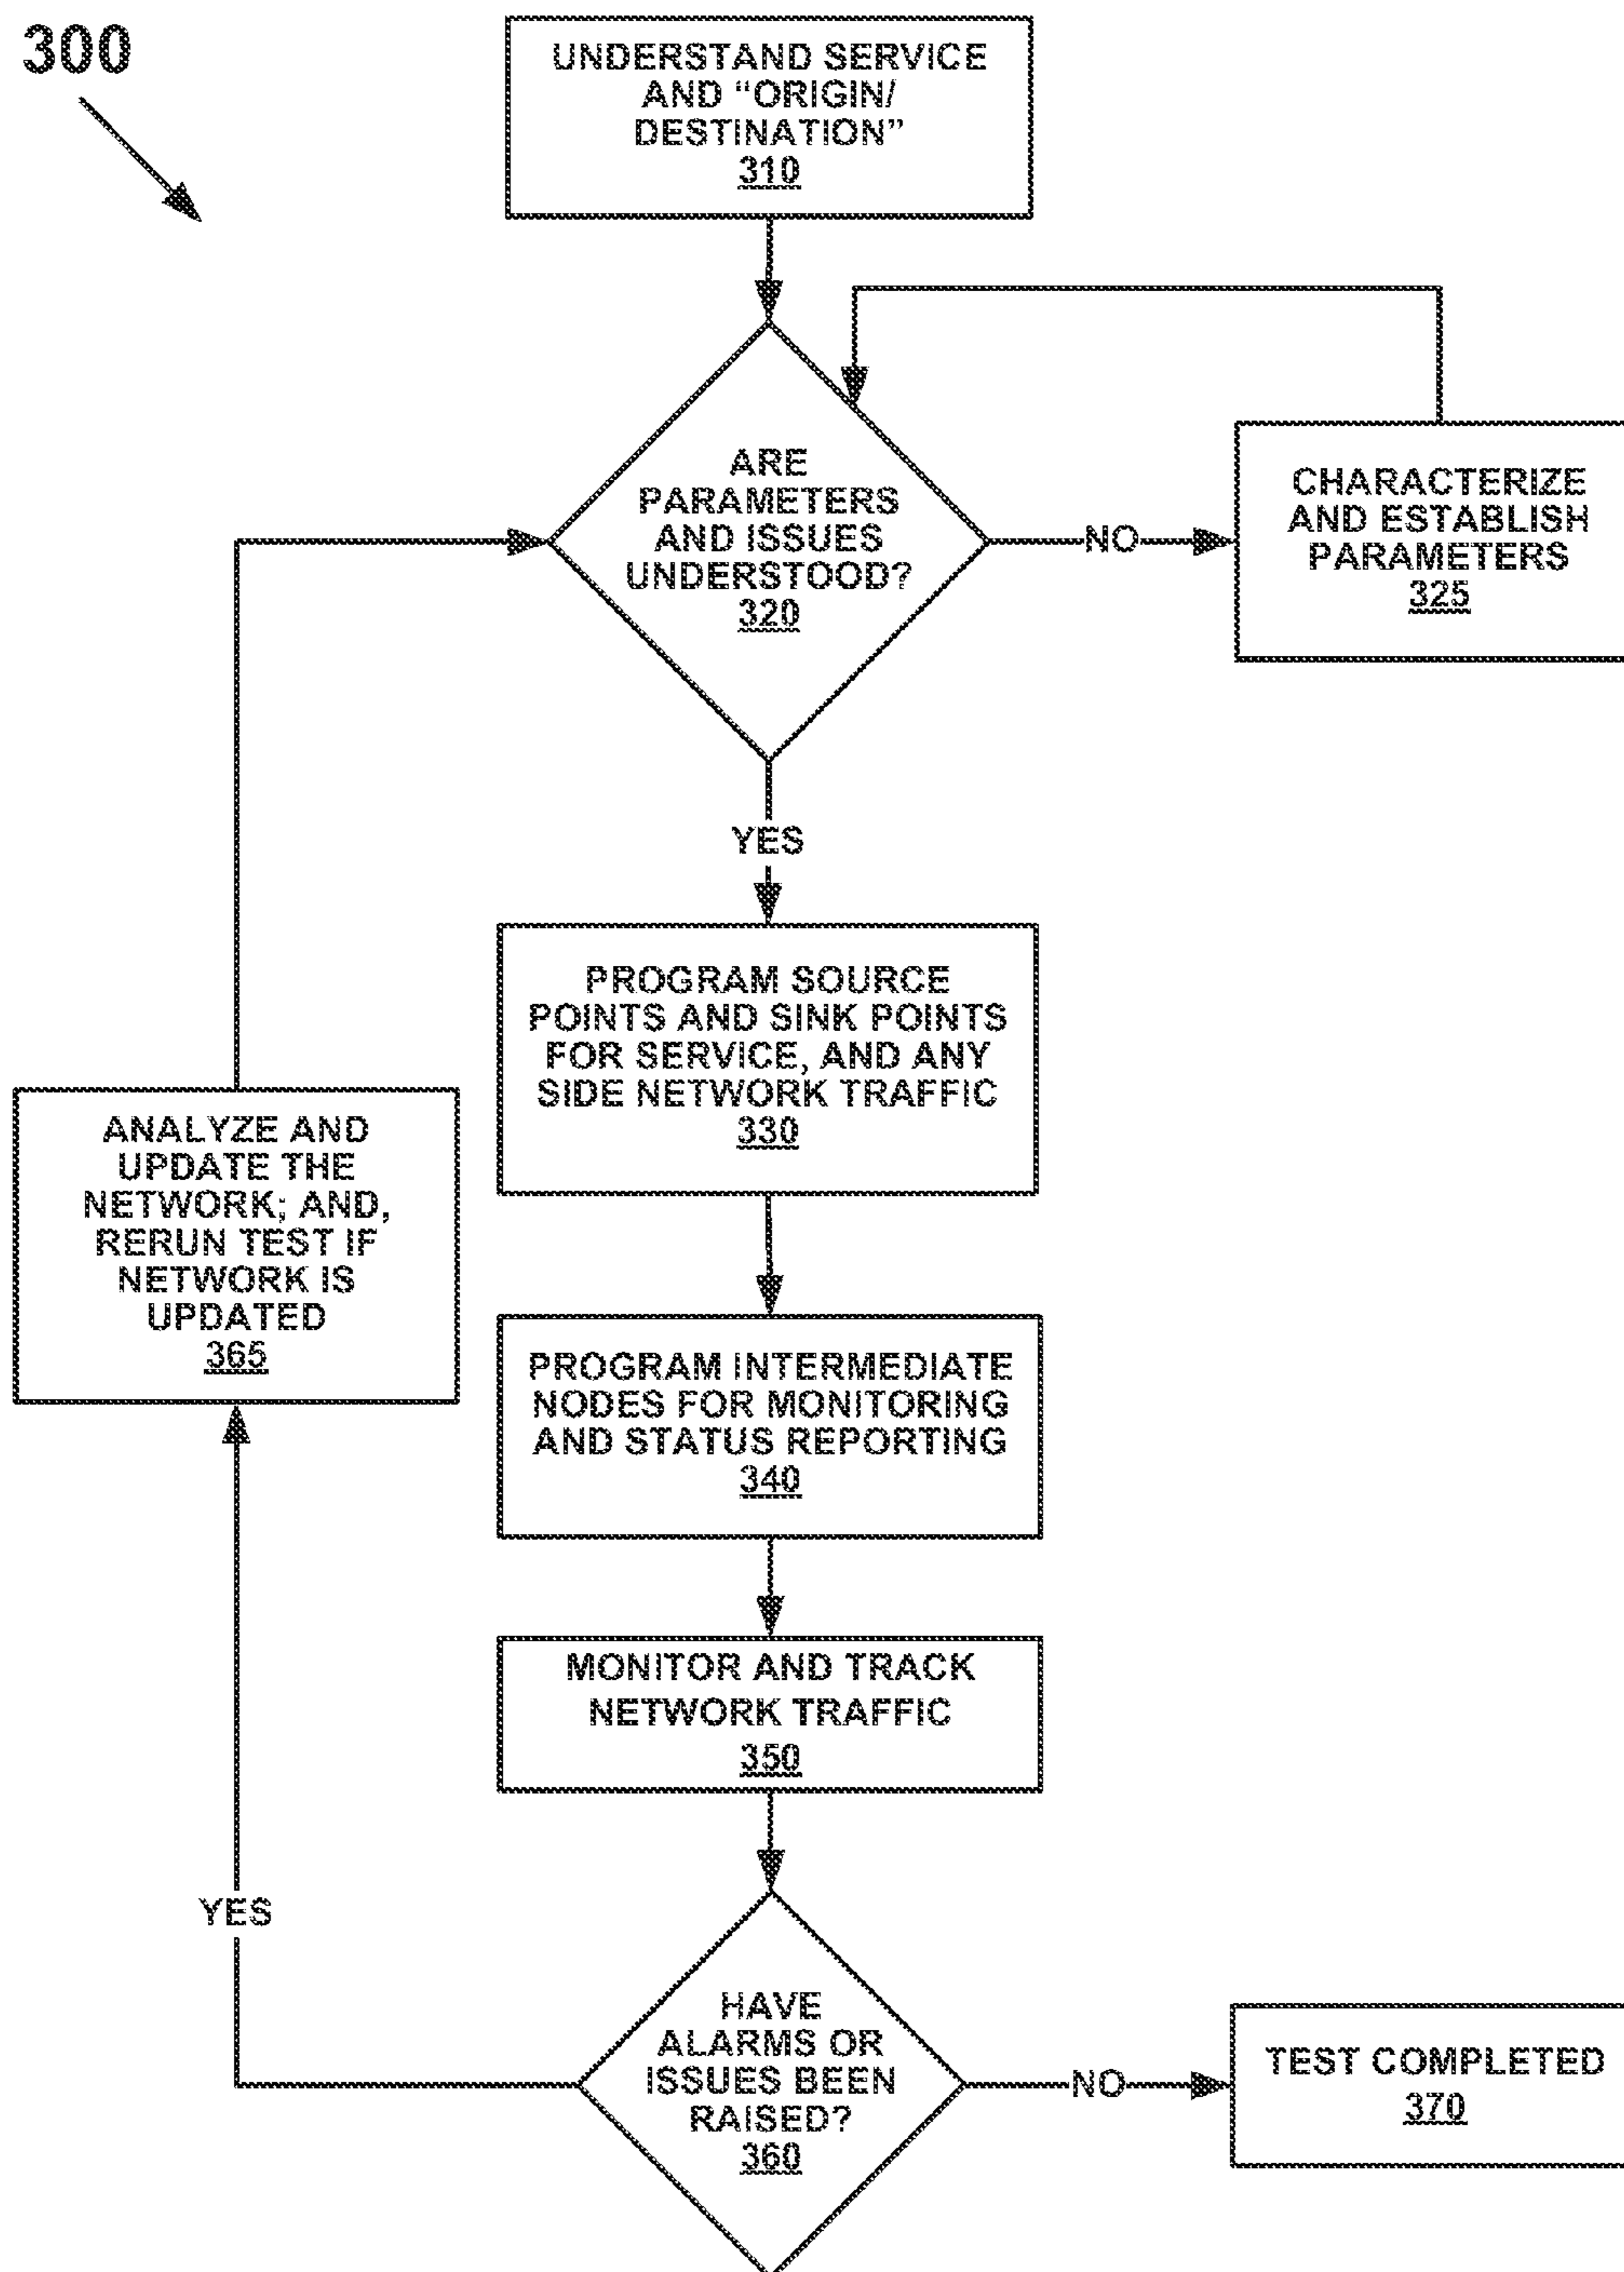 300
UNDERSTAND SERVICE
AND “ORIGIN/
DESTINATION”
310
ARE
PARAMETERS
AND ISSUES
UNDERSTOOD?
320
NO
CHARACTERIZE
AND ESTABLISH
PARAMETERS
325
YES
PROGRAM SOURCE
POINTS AND SINK POINTS
FOR SERVICE, AND ANY
SIDE NETWORK TRAFFIC
330
ANALYZE AND
UPDATE THE
NETWORK; AND,
RERUN TEST IF
NETWORK IS
UPDATED
365
PROGRAM INTERMEDIATE
NODES FOR MONITORING
AND STATUS REPORTING
340
MONITOR AND TRACK
NETWORK TRAFFIC
350
YES
HAVE
ALARMS OR
ISSUES BEEN
RAISED?
360
NO
TEST COMPLETED
370